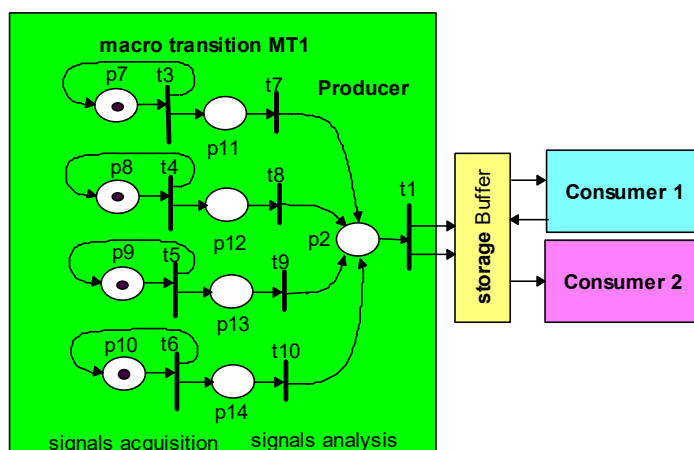 macro transition MT1
p7
t3
t7
Producer
p11
p8
t4
t8
t1
p12
p2
p9
t5
t9
p13
p10
t6
t10
p14
signals acquisition
signals analysis
storage Buffer
Consumer 1
Consumer 2